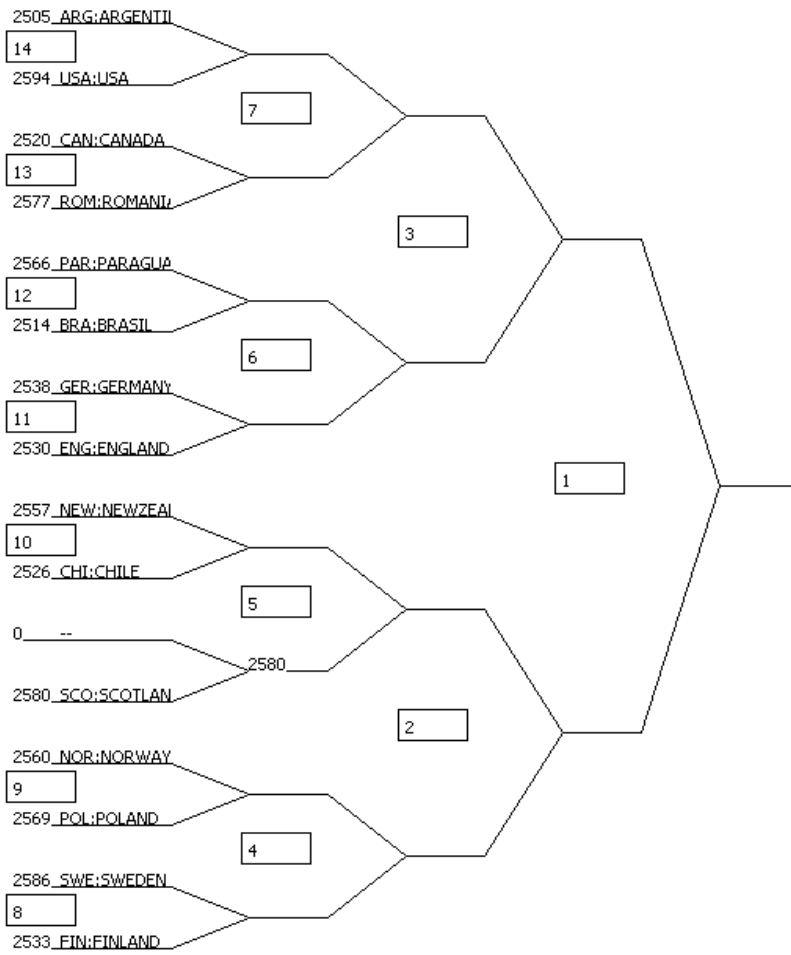 2505 ARG:ARGENTII
14
2594 USA:USA
7
2520 CAN:CANADA
13
2577 ROM:ROMANIA
3
2566 PAR:PARAGUA
12
2514 BRA:BRASIL
6
2538 GER:GERMANY
11
2530 ENG:ENGLAND
1
2557 NEW:NEWZEAL
10
2526 CHI:CHILE
5
0 --
2580
2580 SCO:SCOTLAN
2
2560 NOR:NORWAY
9
2569 POL:POLAND
4
2586 SWE:SWEDEN
8
2533 FIN:FINLAND